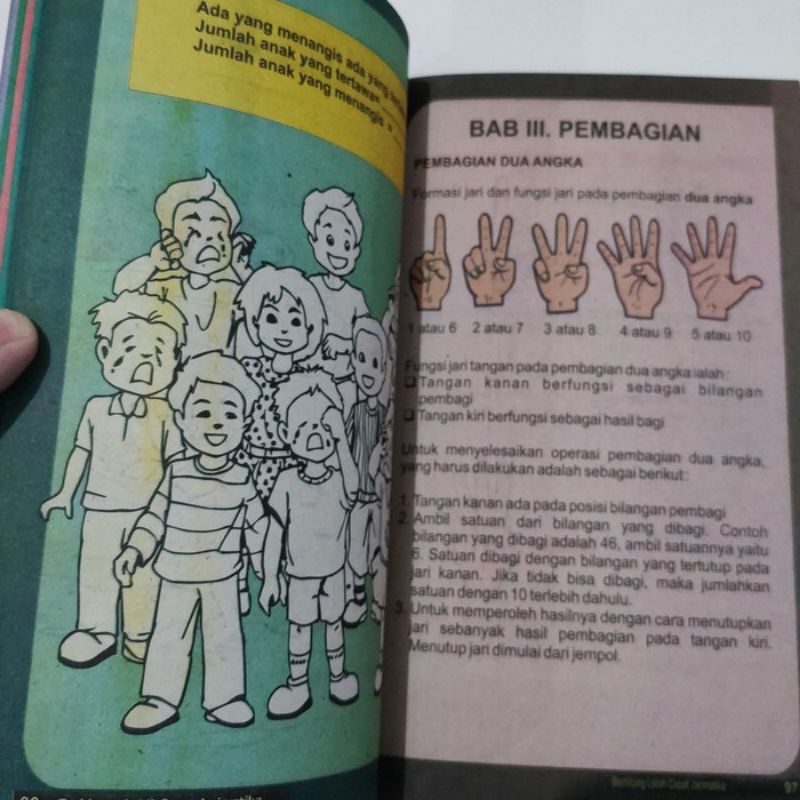 Ada yang menangis ada yang
Jumlah anak yang tertawa=
Jumlah anak yang menangis =
BAB III. PEMBAGIAN
PEMBAGIAN DUA ANGKA
Formasi jari dan fungsi jari pada pembagian dua angka
1 atau 6 2 atau 7 3 atau 8 4 atau 9 5 atau 10
Fungsi jari tangan pada pembagian dua angka ialah :
Tangan kanan berfungsi sebagai bilangan
pembagi
Tangan kiri berfungsi sebagai hasil bagi
Untuk menyelesaikan operasi pembagian dua angka,
yang harus dilakukan adalah sebagai berikut :
1. Tangan kanan ada pada posisi bilangan pembagi
2. Ambil satuan dari bilangan yang dibagi. Contoh
bilangan yang dibagi adalah 46, ambil satuannya yaitu
6. Satuan dibagi dengan bilangan yang tertutup pada
jari kanan. Jika tidak bisa dibagi, maka jumlahkan
satuan dengan 10 terlebih dahulu.
3. Untuk memperoleh hasilnya dengan cara menutupkan
jari sebanyak hasil pembagian pada tangan kiri.
Menutup jari dimulai dari jempol.
Berhitung Lebih Cepat Jarimatika 97